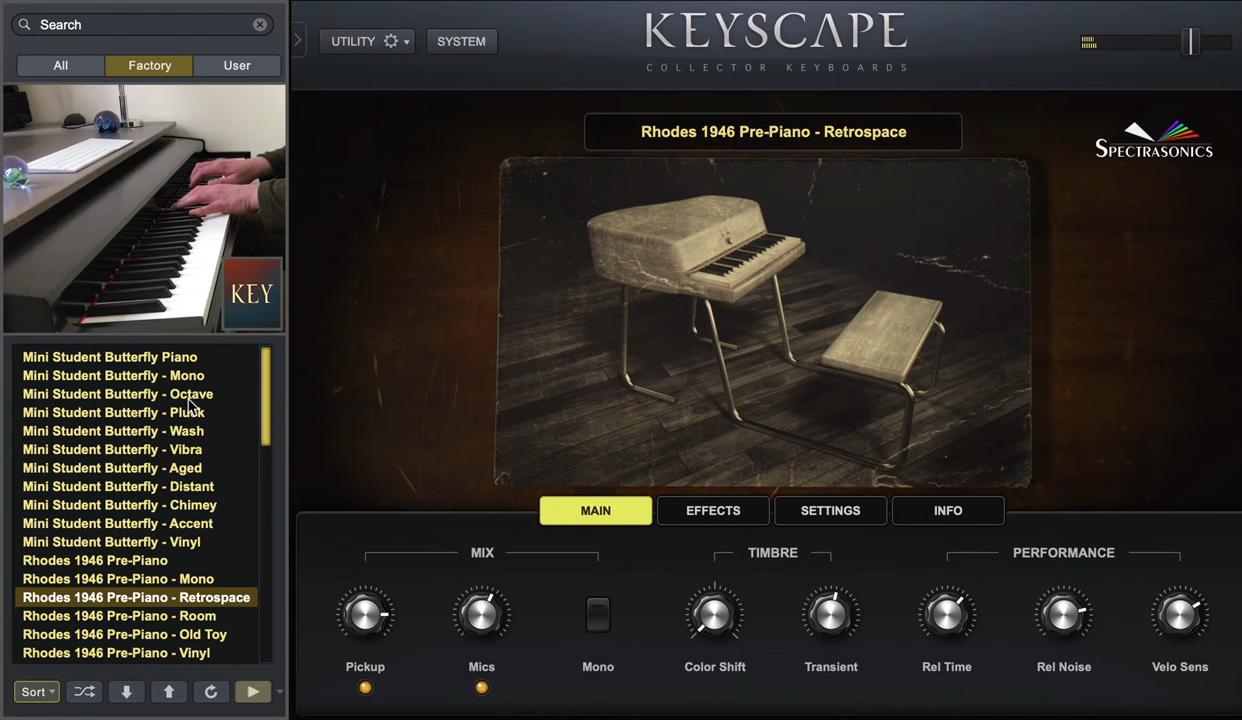 Search
All
Factory
User
KEY
Mini Student Butterfly Piano
Mini Student Butterfly - Mono
Mini Student Butterfly - Octave
Mini Student Butterfly - Pluck
Mini Student Butterfly - Wash
Mini Student Butterfly - Vibra
Mini Student Butterfly - Aged
Mini Student Butterfly - Distant
Mini Student Butterfly - Chimey
Mini Student Butterfly - Accent
Mini Student Butterfly - Vinyl
Rhodes 1946 Pre-Piano
Rhodes 1946 Pre-Piano - Mono
Rhodes 1946 Pre-Piano - Retrospace
Rhodes 1946 Pre-Piano - Room
Rhodes 1946 Pre-Piano - Old Toy
Rhodes 1946 Pre-Piano - Vinyl
Sort
UTILITY
SYSTEM
KEYSCAPE
COLLECTOR KEYBOARDS
Rhodes 1946 Pre-Piano - Retrospace
SPECTRASONICS
MAIN
EFFECTS
SETTINGS
INFO
MIX
TIMBRE
PERFORMANCE
Pickup
Mics
Mono
Color Shift
Transient
Rel Time
Rel Noise
Velo Sens